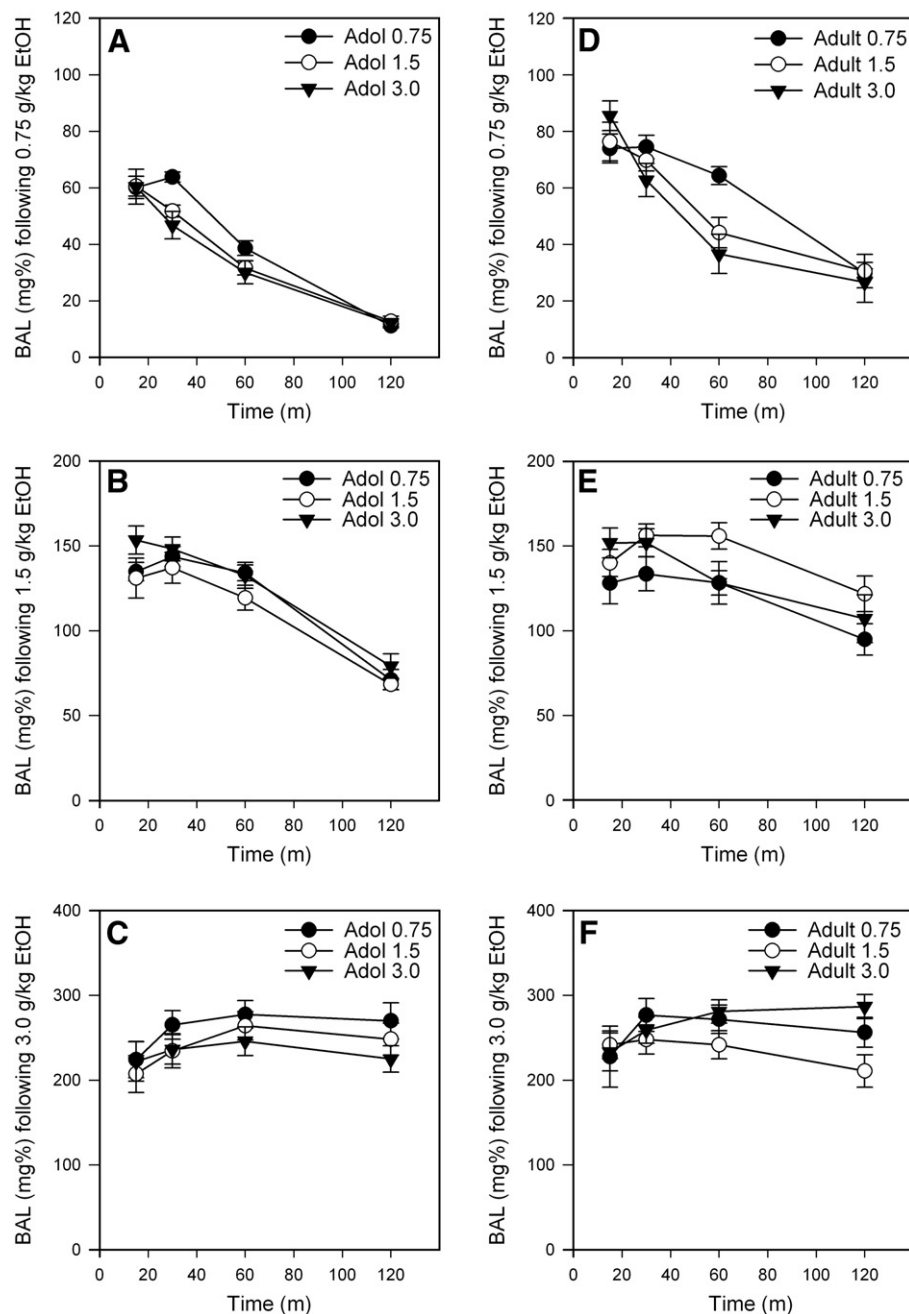 A
Adol 0.75
Adol 1.5
Adol 3.0
BAL (mg%) following 0.75 g/kg EtOH
120
100
80
60
40
20
0
0 20 40 60 80 100 120
Time (m)
D
Adult 0.75
Adult 1.5
Adult 3.0
BAL (mg%) following 0.75 g/kg EtOH
120
100
80
60
40
20
0
0 20 40 60 80 100 120
Time (m)
B
Adol 0.75
Adol 1.5
Adol 3.0
BAL (mg%) following 1.5 g/kg EtOH
200
150
100
50
0
0 20 40 60 80 100 120
Time (m)
E
Adult 0.75
Adult 1.5
Adult 3.0
BAL (mg%) following 1.5 g/kg EtOH
200
150
100
50
0
0 20 40 60 80 100 120
Time (m)
C
Adol 0.75
Adol 1.5
Adol 3.0
BAL (mg%) following 3.0 g/kg EtOH
400
300
200
100
0
0 20 40 60 80 100 120
Time (m)
F
Adult 0.75
Adult 1.5
Adult 3.0
BAL (mg%) following 3.0 g/kg EtOH
400
300
200
100
0
0 20 40 60 80 100 120
Time (m)